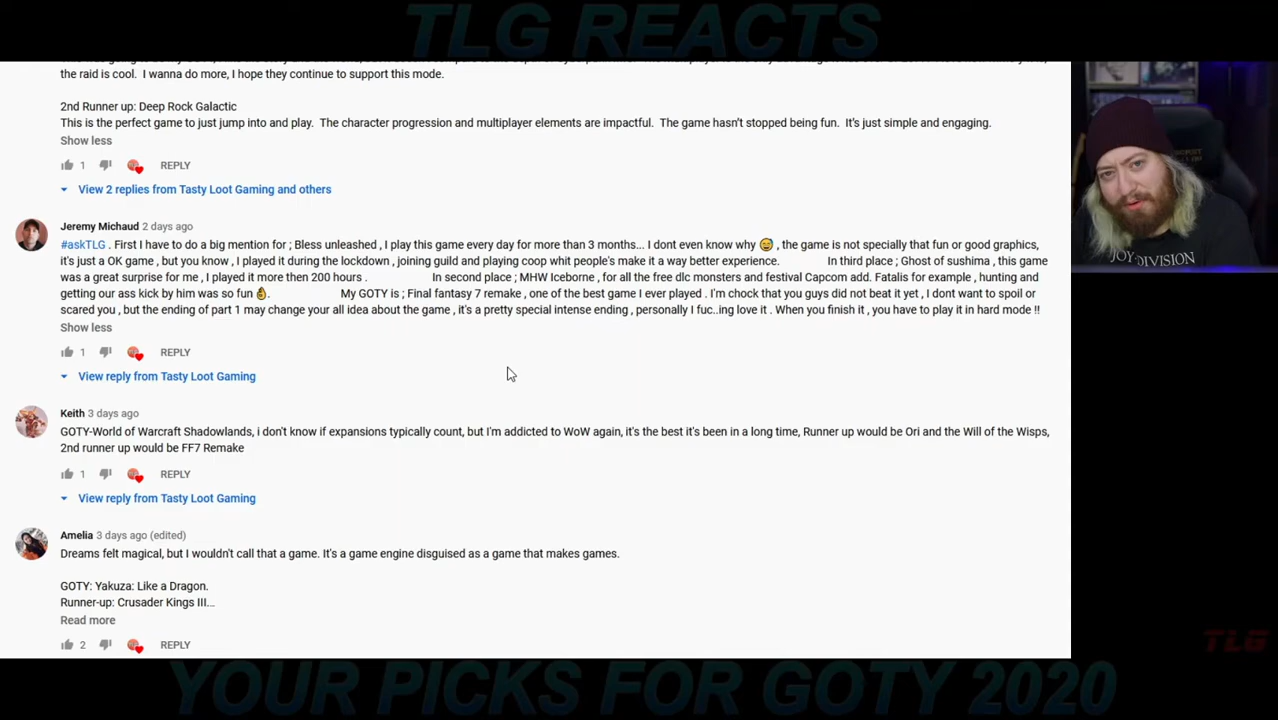 TLG REACTS
the raid is cool. I wanna do more, I hope they continue to support this mode.
2nd Runner up: Deep Rock Galactic
This is the perfect game to just jump into and play. The character progression and multiplayer elements are impactful. The game hasn't stopped being fun. It's just simple and engaging.
Show less
1 REPLY
View 2 replies from Tasty Loot Gaming and others
Jeremy Michaud 2 days ago
#askTLG . First I have to do a big mention for ; Bless unleashed , I play this game every day for more than 3 months... I dont even know why 😅 , the game is not specially that fun or good graphics,
it's just a OK game , but you know , I played it during the lockdown , joining guild and playing coop whit people's make it a way better experience. In third place ; Ghost of sushima , this game
was a great surprise for me , I played it more then 200 hours . In second place ; MHW Iceborne , for all the free dlc monsters and festival Capcom add. Fatalis for example , hunting and
getting our ass kick by him was so fun 👌. My GOTY is ; Final fantasy 7 remake , one of the best game I ever played . I'm chock that you guys did not beat it yet , I dont want to spoil or
scared you , but the ending of part 1 may change your all idea about the game , it's a pretty special intense ending , personally I fuc..ing love it . When you finish it , you have to play it in hard mode !!
Show less
1 REPLY
View reply from Tasty Loot Gaming
Keith 3 days ago
GOTY-World of Warcraft Shadowlands, i don't know if expansions typically count, but I'm addicted to WoW again, it's the best it's been in a long time, Runner up would be Ori and the Will of the Wisps,
2nd runner up would be FF7 Remake
1 REPLY
View reply from Tasty Loot Gaming
Amelia 3 days ago (edited)
Dreams felt magical, but I wouldn't call that a game. It's a game engine disguised as a game that makes games.
GOTY: Yakuza: Like a Dragon.
Runner-up: Crusader Kings III...
Read more
2 REPLY
JOY DIVISION
TLG
YOUR PICKS FOR GOTY 2020